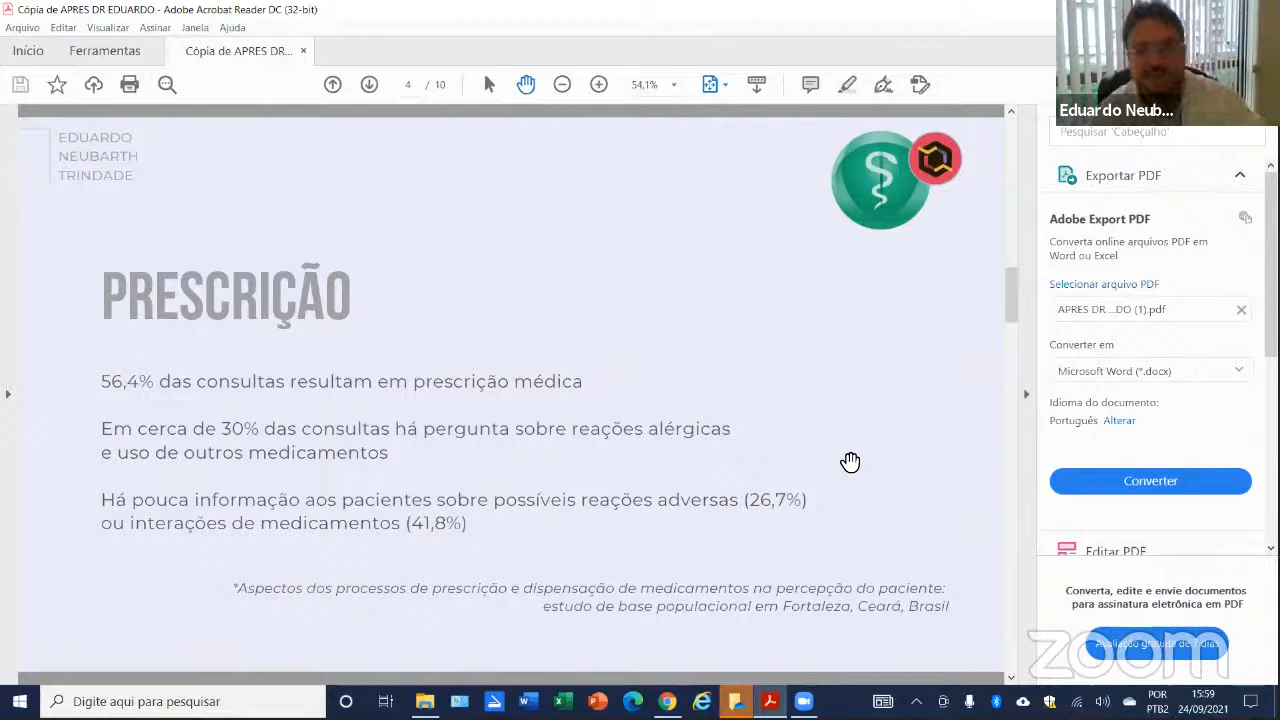 Cópia de APRES DR EDUARDO - Adobe Acrobat Reader DC (32-bit)
Arquivo Editar Visualizar Assinar Janela Ajuda
Início Ferramentas Cópia de APRES DR... ×
4 / 10 54,1%
Eduardo Neub...
EDUARDO
NEUBARTH
TRINDADE
PRESCRIÇÃO
56,4% das consultas resultam em prescrição médica
Em cerca de 30% das consultas há pergunta sobre reações alérgicas
e uso de outros medicamentos
Há pouca informação aos pacientes sobre possíveis reações adversas (26,7%)
ou interações de medicamentos (41,8%)
*Aspectos dos processos de prescrição e dispensação de medicamentos na percepção do paciente:
estudo de base populacional em Fortaleza, Ceará, Brasil
Pesquisar 'Cabeçalho'
Exportar PDF
Adobe Export PDF
Converta online arquivos PDF em
Word ou Excel
Selecionar arquivo PDF
APRES DR ...DO (1).pdf
Converter em
Microsoft Word (*.docx)
Idioma do documento:
Português Alterar
Converter
Editar PDF
Converta, edite e envie documentos
para assinatura eletrônica em PDF
Avaliação gratuita de 7 dias
zoom
Digite aqui para pesquisar
POR
PTB2
15:59
24/09/2021